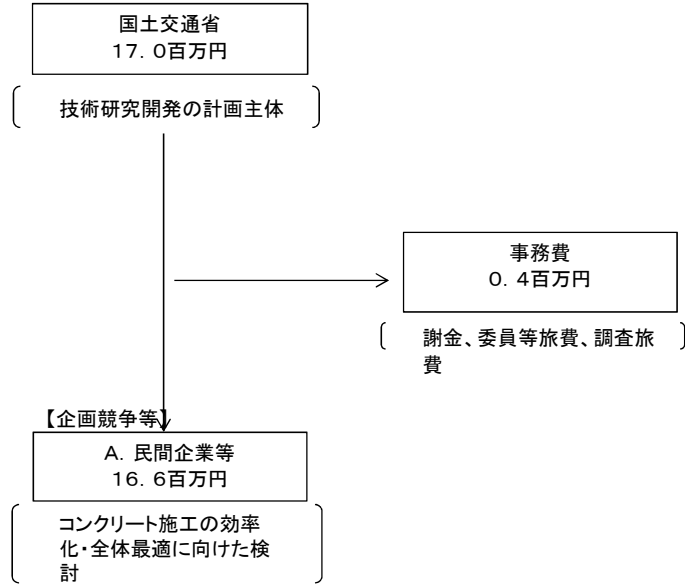 国土交通省
17．0百万円
技術研究開発の計画主体
事務費
0．4百万円
謝金、委員等旅費、調査旅
費
【企画競争等】
A．民間企業等
16．6百万円
コンクリート施工の効率
化・全体最適に向けた検
討